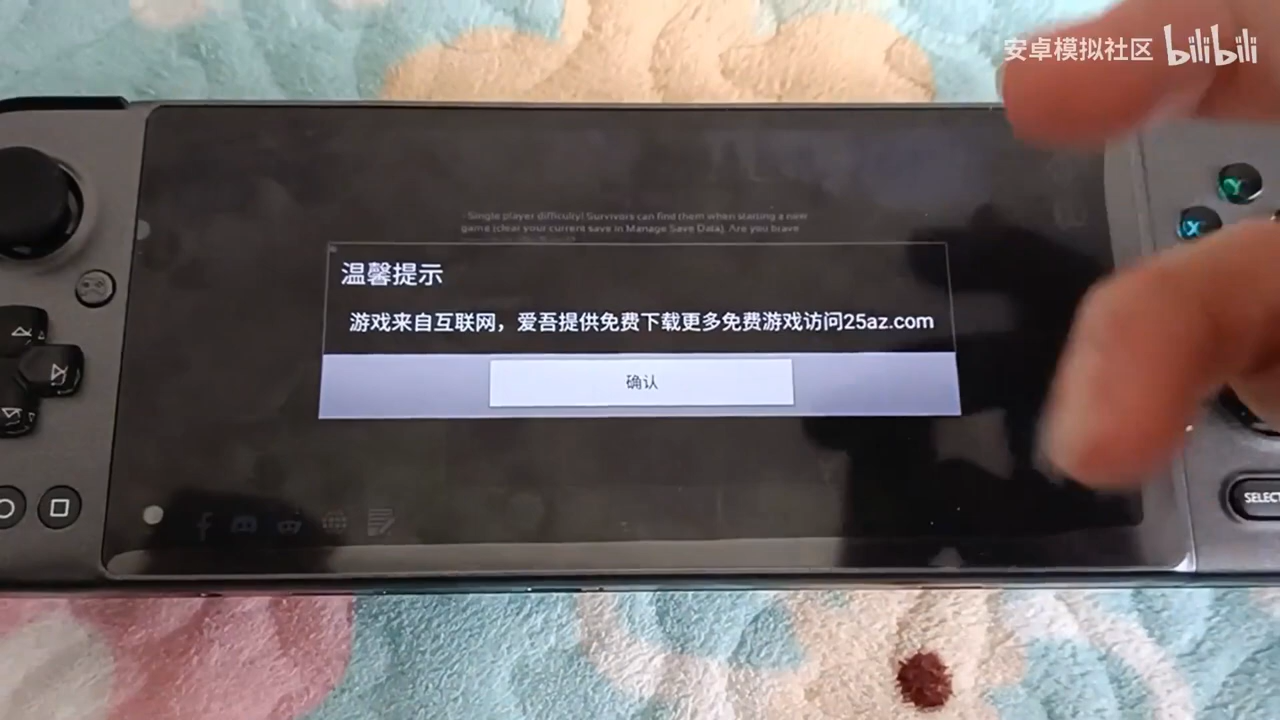 安卓模拟社区 bilibili
Single player difficulty! Survivors can find them when starting a new
game (clear your current save in Manage Save Data). Are you brave
温馨提示
游戏来自互联网，爱吾提供免费下载更多免费游戏访问25az.com
确认
Y
X
SELECT